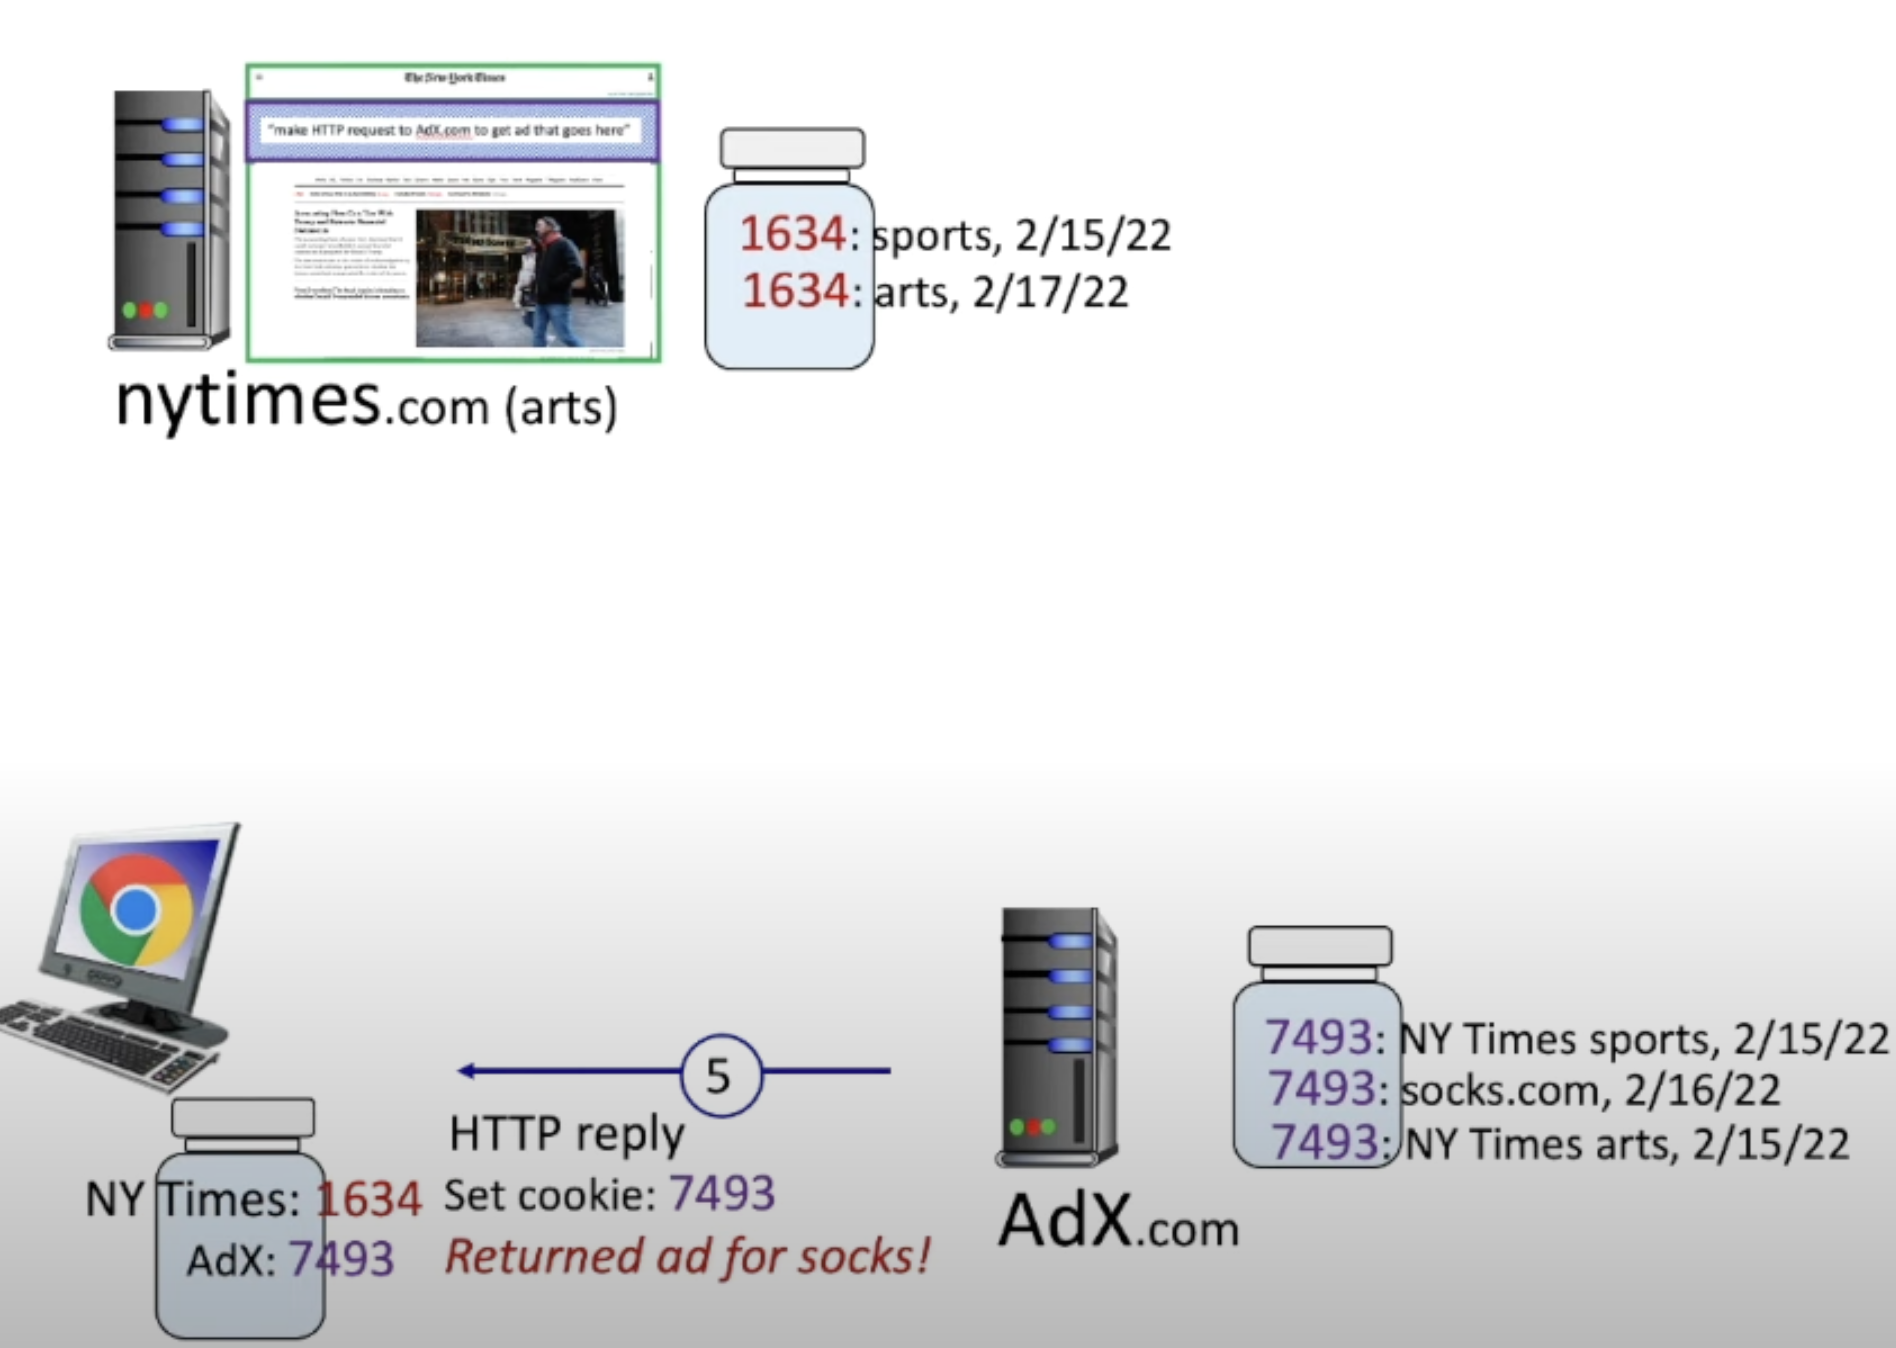 The New York Times
"make HTTP request to AdX.com to get ad that goes here"
1634: sports, 2/15/22
1634: arts, 2/17/22
nytimes.com (arts)
7493: NY Times sports, 2/15/22
7493: socks.com, 2/16/22
7493: NY Times arts, 2/15/22
AdX.com
5
HTTP reply
Set cookie: 7493
Returned ad for socks!
NY Times: 1634
AdX: 7493